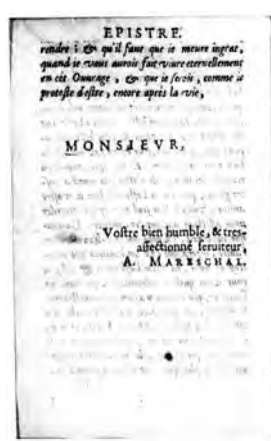 EPISTRE.
rendre ; & qu'il faut que ie meure ingrat,
quand ie vous aurois fait viure eternellement
en cét Ouurage, & que ie serois, comme ie
proteste d'estre, encore aprés la vie,
MONSIEVR,
Vostre bien humble, & tres-
affectionné seruiteur,
A. MARESCHAL.